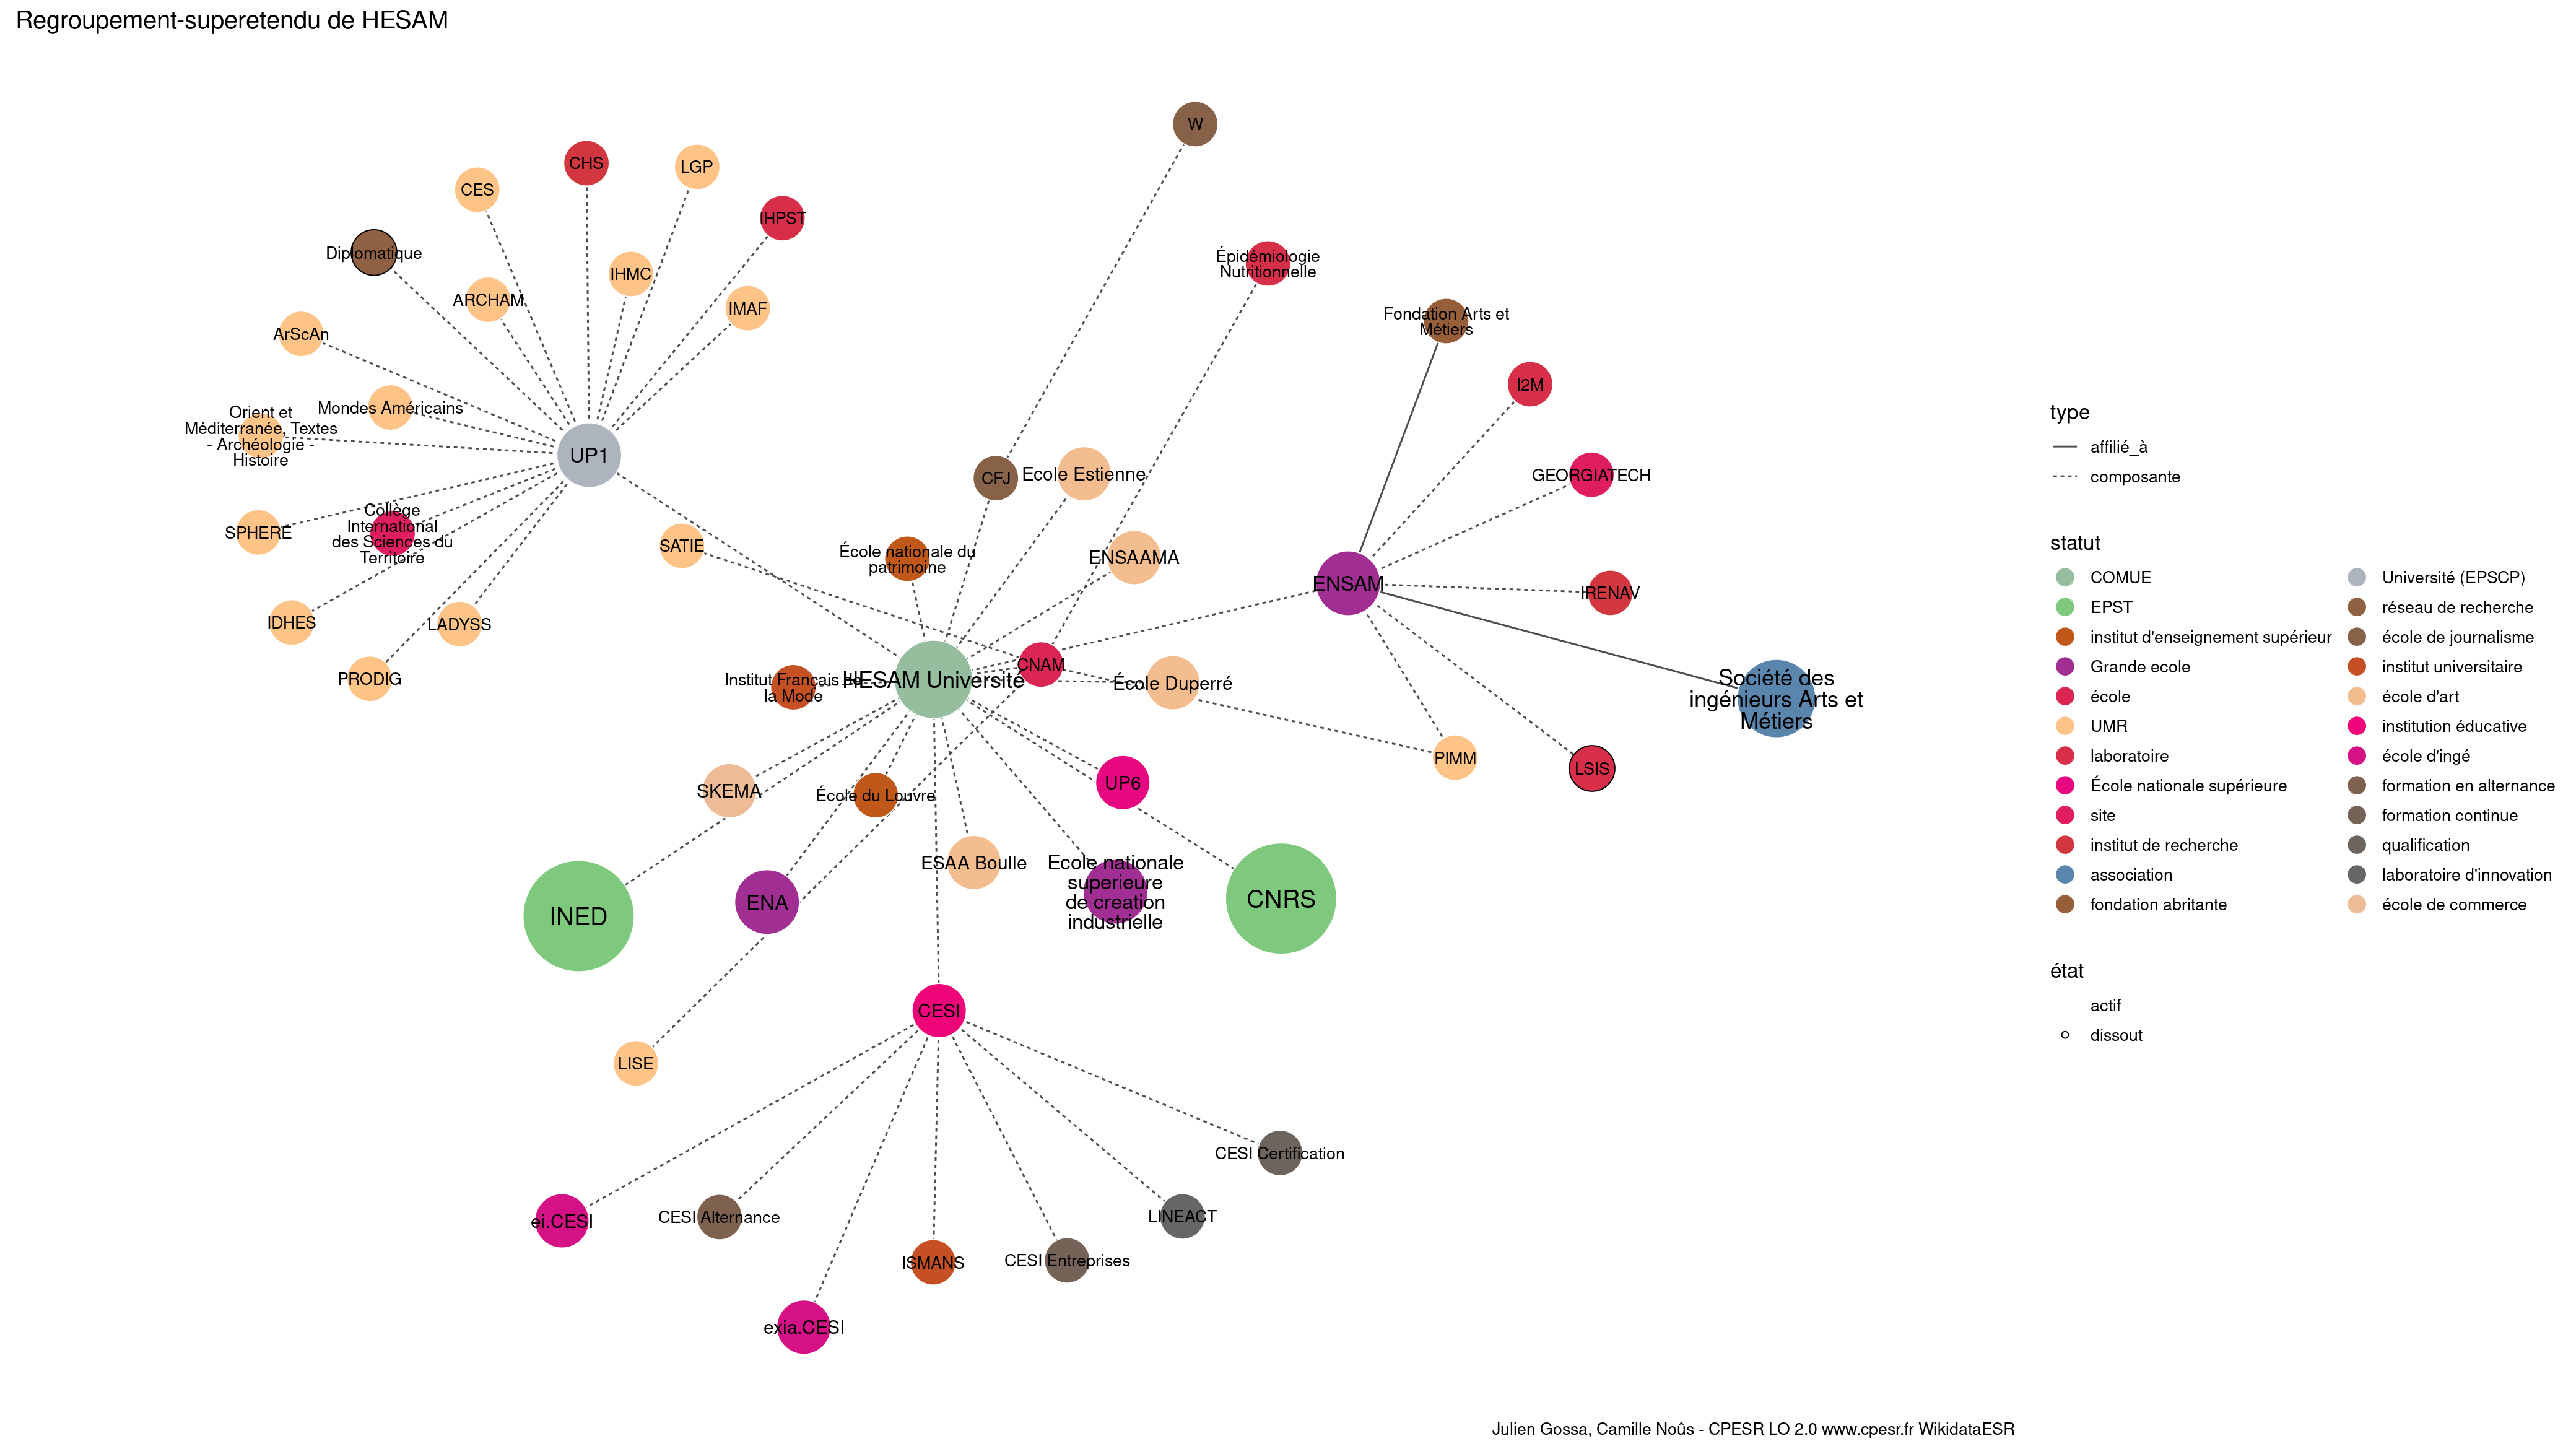 Regroupement-superetendu de HESAM
W
CHS
LGP
CES
IHPST
Diplomatique
IHMC
Épidémiologie
Nutritionnelle
ARCHAM
IMAF
Fondation Arts et
Métiers
ArScAn
I2M
Mondes Américains
Orient et
Méditerranée, Textes
- Archéologie -
Histoire
UP1
CFJ
Ecole Estienne
GEORGIATECH
SPHERE
Collège
International
des Sciences du
Territoire
SATIE
École nationale du
patrimoine
ENSAAMA
ENSAM
IRENAV
IDHES
LADYSS
PRODIG
Institut Français de
la Mode
HESAM Université
CNAM
École Duperré
Société des
ingénieurs Arts et
Métiers
PIMM
LSIS
SKEMA
École du Louvre
UP6
ESAA Boulle
Ecole nationale
superieure
de creation
industrielle
INED
ENA
CNRS
CESI
LISE
CESI Certification
ei.CESI
CESI Alternance
LINEACT
ISMANS
CESI Entreprises
exia.CESI
type
affilié_à
composante
statut
COMUE
EPST
institut d'enseignement supérieur
Grande ecole
école
UMR
laboratoire
École nationale supérieure
site
institut de recherche
association
fondation abritante
Université (EPSCP)
réseau de recherche
école de journalisme
institut universitaire
école d'art
institution éducative
école d'ingé
formation en alternance
formation continue
qualification
laboratoire d'innovation
école de commerce
état
actif
dissout
Julien Gossa, Camille Noûs - CPESR LO 2.0 www.cpesr.fr WikidataESR